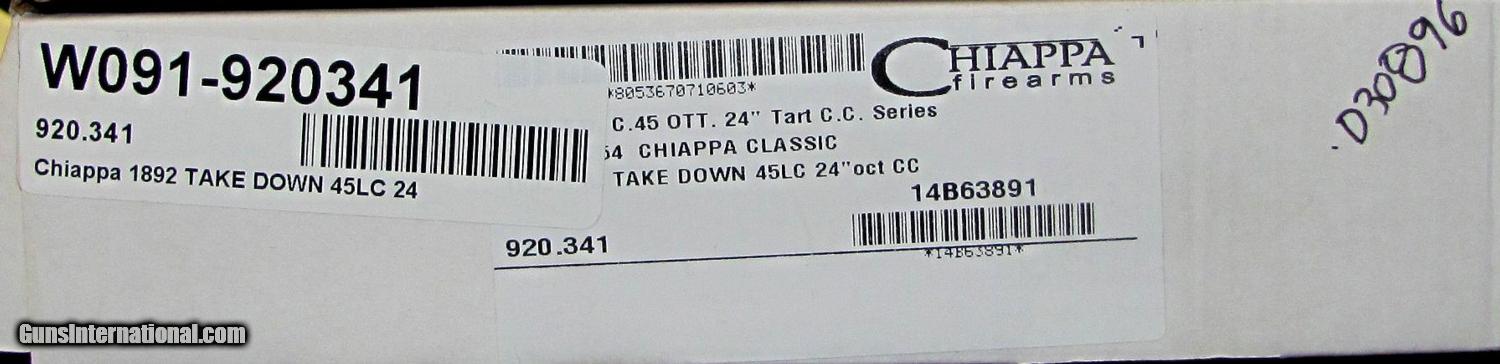 W091-920341
920.341
Chiappa 1892 TAKE DOWN 45LC 24
*8053670710603*
CHIAPPA
firearms
C.45 OTT. 24" Tart C.C. Series
54 CHIAPPA CLASSIC
TAKE DOWN 45LC 24"oct CC
14B63891
920.341
*14B63891*
D30896
GunsInternational.com